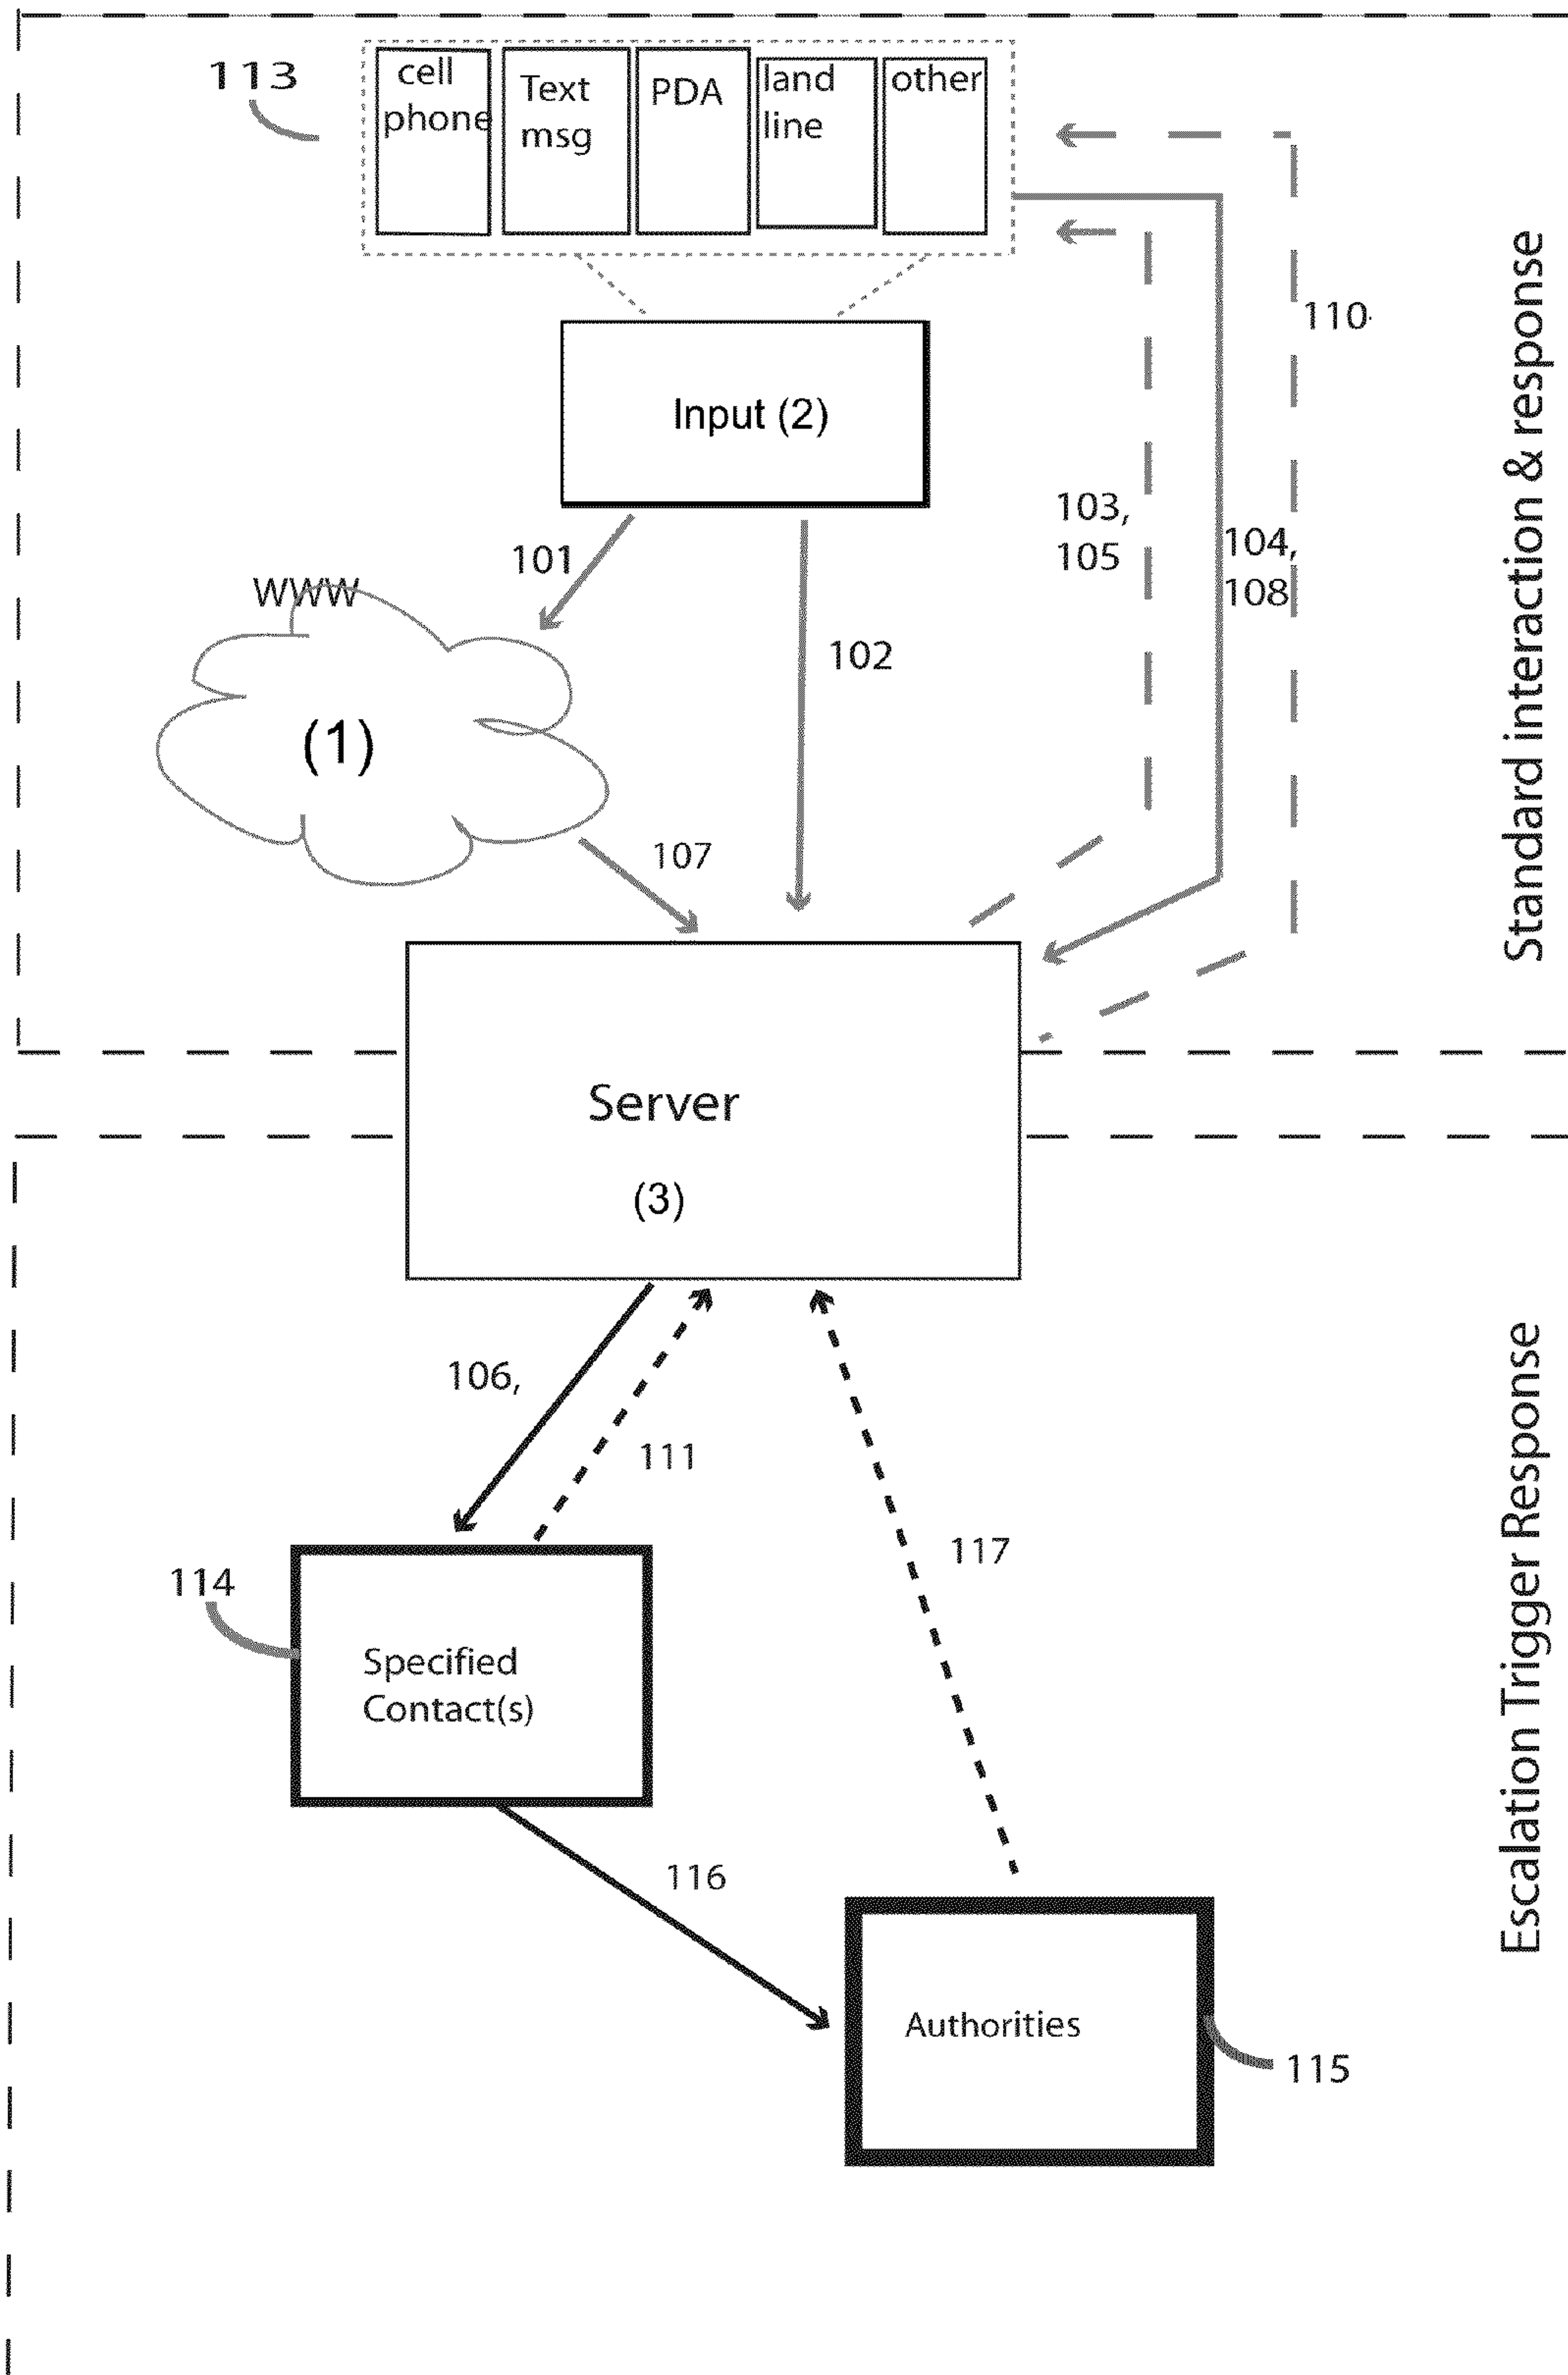 113
cell
phone
Text
msg
PDA
land
line
other
110
Input (2)
103,
105
104,
108
101
WWW
102
(1)
107
Standard interaction & response
Server
(3)
106,
111
117
114
Specified
Contact(s)
116
Authorities
115
Escalation Trigger Response